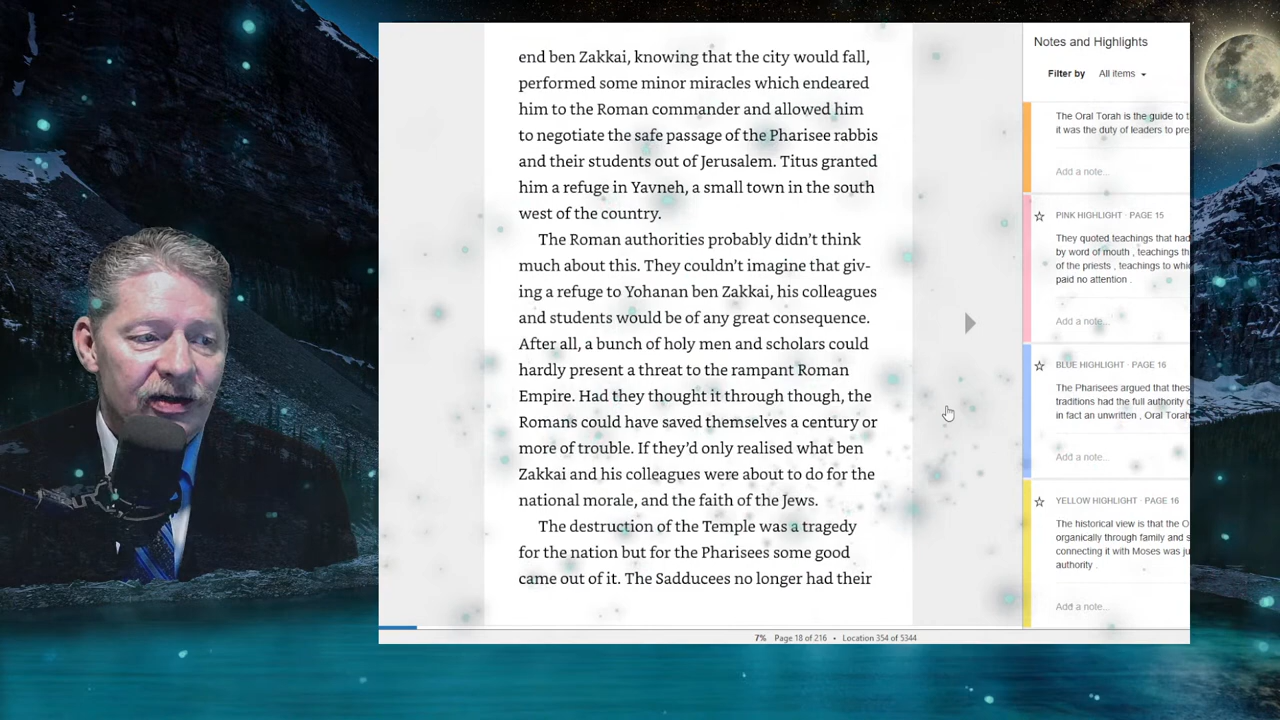 end ben Zakkai, knowing that the city would fall,
performed some minor miracles which endeared
him to the Roman commander and allowed him
to negotiate the safe passage of the Pharisee rabbis
and their students out of Jerusalem. Titus granted
him a refuge in Yavneh, a small town in the south
west of the country.
The Roman authorities probably didn't think
much about this. They couldn't imagine that giv-
ing a refuge to Yohanan ben Zakkai, his colleagues
and students would be of any great consequence.
After all, a bunch of holy men and scholars could
hardly present a threat to the rampant Roman
Empire. Had they thought it through though, the
Romans could have saved themselves a century or
more of trouble. If they'd only realised what ben
Zakkai and his colleagues were about to do for the
national morale, and the faith of the Jews.
The destruction of the Temple was a tragedy
for the nation but for the Pharisees some good
came out of it. The Sadducees no longer had their
7% Page 18 of 216 • Location 354 of 5344
Notes and Highlights
Filter by All items
The Oral Torah is the guide to t
it was the duty of leaders to pre
Add a note...
PINK HIGHLIGHT · PAGE 15
They quoted teachings that had
by word of mouth , teachings th
of the priests , teachings to whi
paid no attention .
Add a note...
BLUE HIGHLIGHT · PAGE 16
The Pharisees argued that thes
traditions had the full authority
in fact an unwritten , Oral Torah
Add a note...
YELLOW HIGHLIGHT · PAGE 16
The historical view is that the O
organically through family and s
connecting it with Moses was ju
authority .
Add a note...